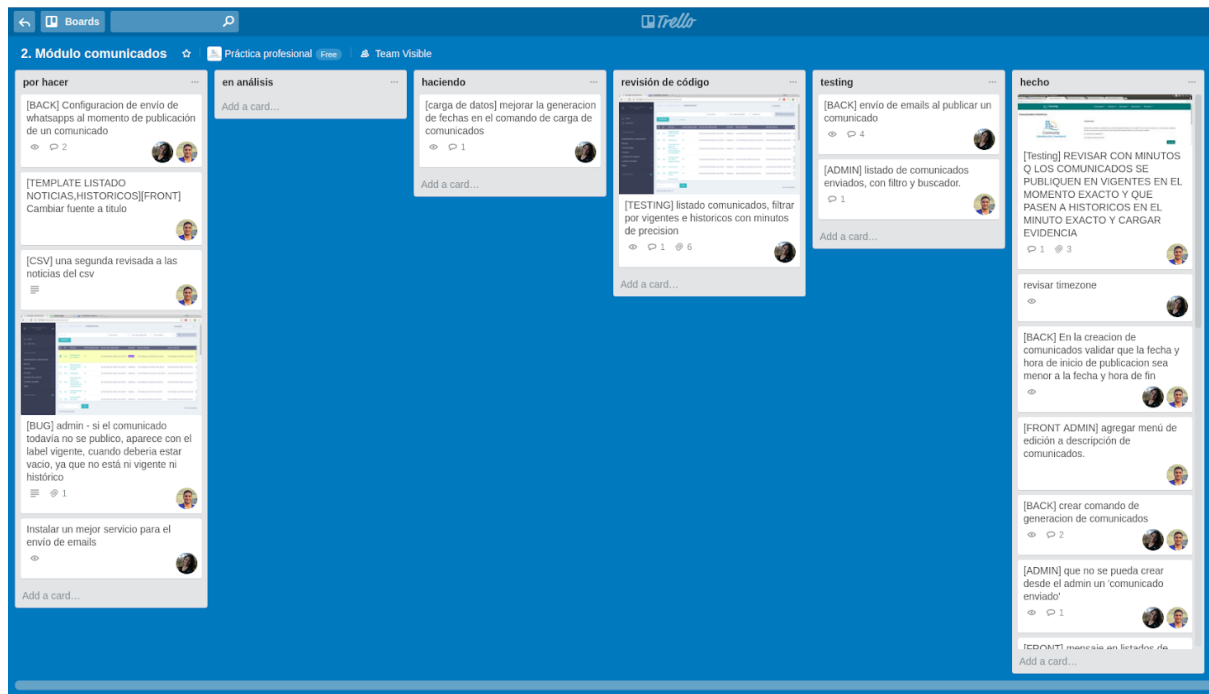 Boards
Trello
2. Módulo comunicados
Práctica profesional Free
Team Visible
por hacer
[BACK] Configuracion de envío de
whatsapps al momento de publicación
de un comunicado
2
[TEMPLATE LISTADO
NOTICIAS,HISTORICOS][FRONT]
Cambiar fuente a titulo
[CSV] una segunda revisada a las
noticias del csv
[BUG] admin - si el comunicado
todavía no se publico, aparece con el
label vigente, cuando deberia estar
vacio, ya que no está ni vigente ni
histórico
1
Instalar un mejor servicio para el
envío de emails
Add a card...
en análisis
Add a card...
haciendo
[carga de datos] mejorar la generacion
de fechas en el comando de carga de
comunicados
1
Add a card...
revisión de código
[TESTING] listado comunicados, filtrar
por vigentes e historicos con minutos
de precision
1 6
Add a card...
testing
[BACK] envío de emails al publicar un
comunicado
4
[ADMIN] listado de comunicados
enviados, con filtro y buscador.
1
Add a card...
hecho
[Testing] REVISAR CON MINUTOS
Q LOS COMUNICADOS SE
PUBLIQUEN EN VIGENTES EN EL
MOMENTO EXACTO Y QUE
PASEN A HISTORICOS EN EL
MINUTO EXACTO Y CARGAR
EVIDENCIA
1 3
revisar timezone
[BACK] En la creacion de
comunicados validar que la fecha y
hora de inicio de publicacion sea
menor a la fecha y hora de fin
[FRONT ADMIN] agregar menú de
edición a descripción de
comunicados.
[BACK] crear comando de
generacion de comunicados
2
[ADMIN] que no se pueda crear
desde el admin un 'comunicado
enviado'
1
[FRONT] mensaje en listados de
Add a card...